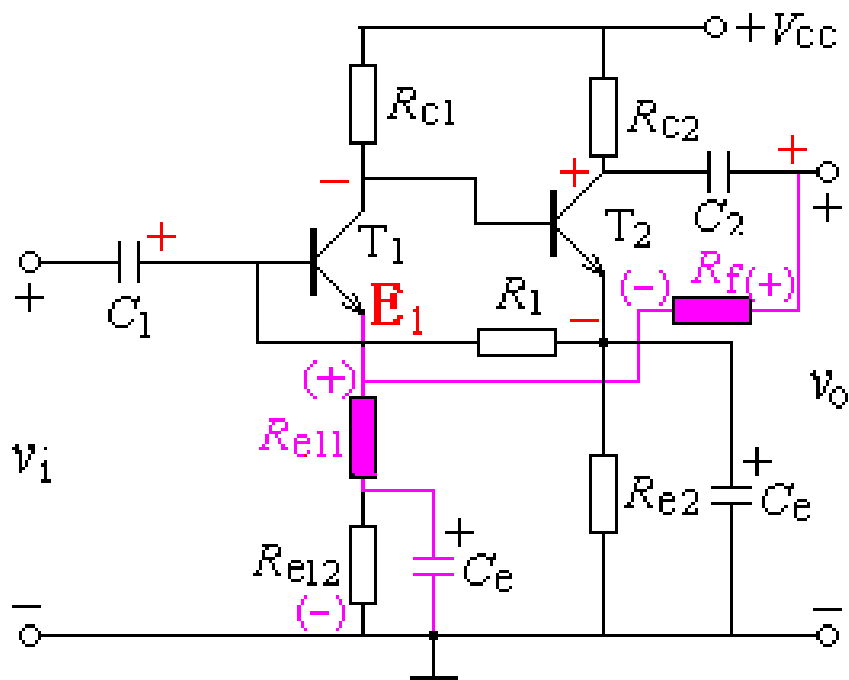 +VCC
Rc1
Rc2
−
+
+
+
T1
T2
C2
+
+
C1
E1
R1
Rf
(−)
(+)
−
(+)
vo
Re11
vi
Re2
+
Ce
Re12
+
Ce
(−)
−
−